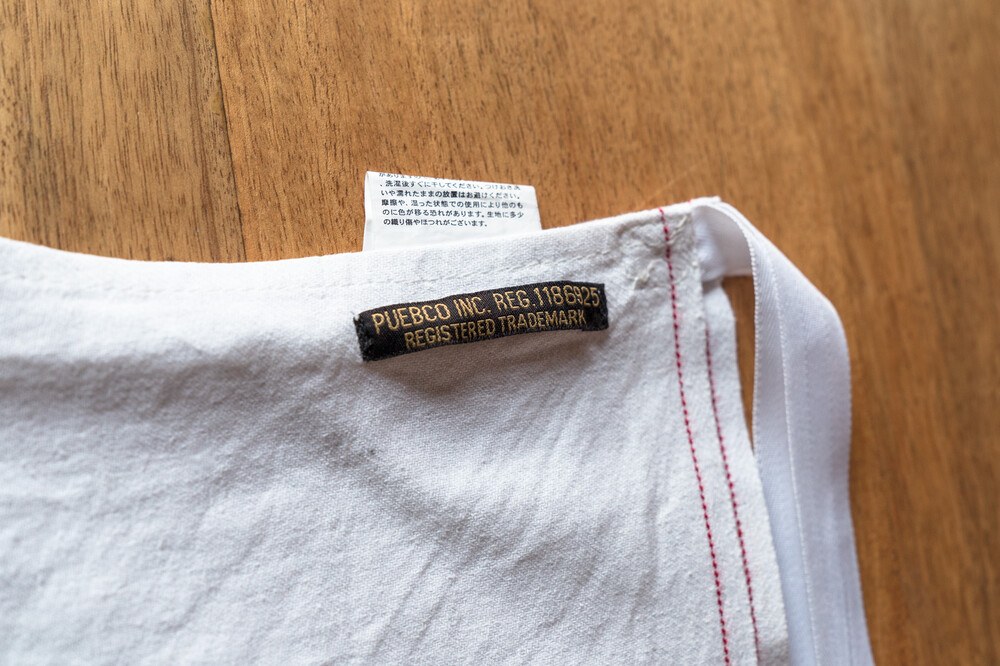 、洗濯後すぐに干してください。つけおき洗
いや濡れたままの放置はお避けください。
摩擦や、湿った状態での使用により他のも
のに色が移る恐れがあります。生地に多少
の織り傷やほつれがございます。
PUEBCO INC. REG.1186925
REGISTERED TRADEMARK